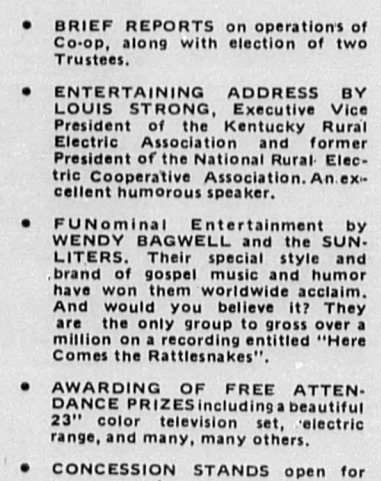 • BRIEF REPORTS on operations of
Co-op, along with election of two
Trustees.
• ENTERTAINING ADDRESS BY
LOUIS STRONG, Executive Vice
President of the Kentucky Rural
Electric Association and former
President of the National Rural Elec-
tric Cooperative Association. An ex-
cellent humorous speaker.
• FUNominal Entertainment by
WENDY BAGWELL and the SUN-
LITERS. Their special style and
brand of gospel music and humor
have won them worldwide acclaim.
And would you believe it? They
are the only group to gross over a
million on a recording entitled "Here
Comes the Rattlesnakes".
• AWARDING OF FREE ATTEN-
DANCE PRIZES including a beautiful
23" color television set, electric
range, and many, many others.
• CONCESSION STANDS open for